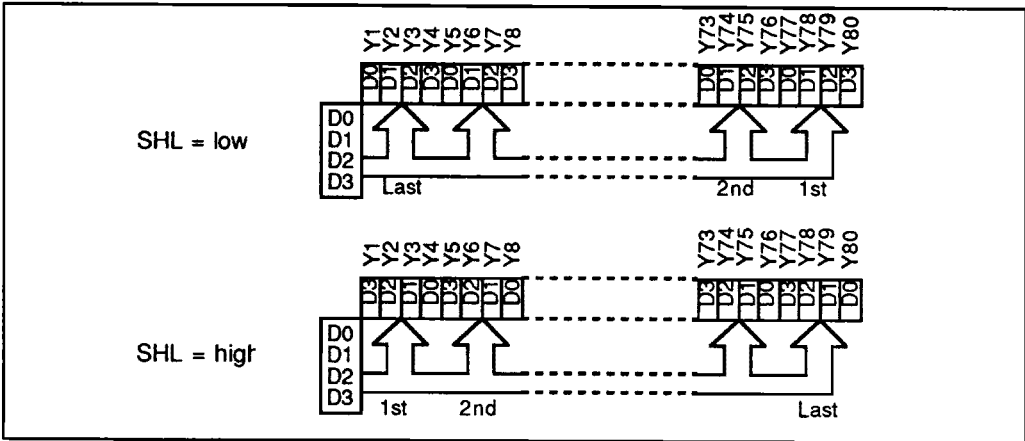 Y1 Y2 Y3 Y4 Y5 Y6 Y7 Y8 Y73 Y74 Y75 Y76 Y77 Y78 Y79 Y80
D0 D1 D2 D3 D0 D1 D2 D3 D0 D1 D2 D3 D0 D1 D2 D3
SHL = low
D0
D1
D2
D3
Last 2nd 1st
Y1 Y2 Y3 Y4 Y5 Y6 Y7 Y8 Y73 Y74 Y75 Y76 Y77 Y78 Y79 Y80
D3 D2 D1 D0 D3 D2 D1 D0 D3 D2 D1 D0 D3 D2 D1 D0
SHL = high
D0
D1
D2
D3
1st 2nd Last